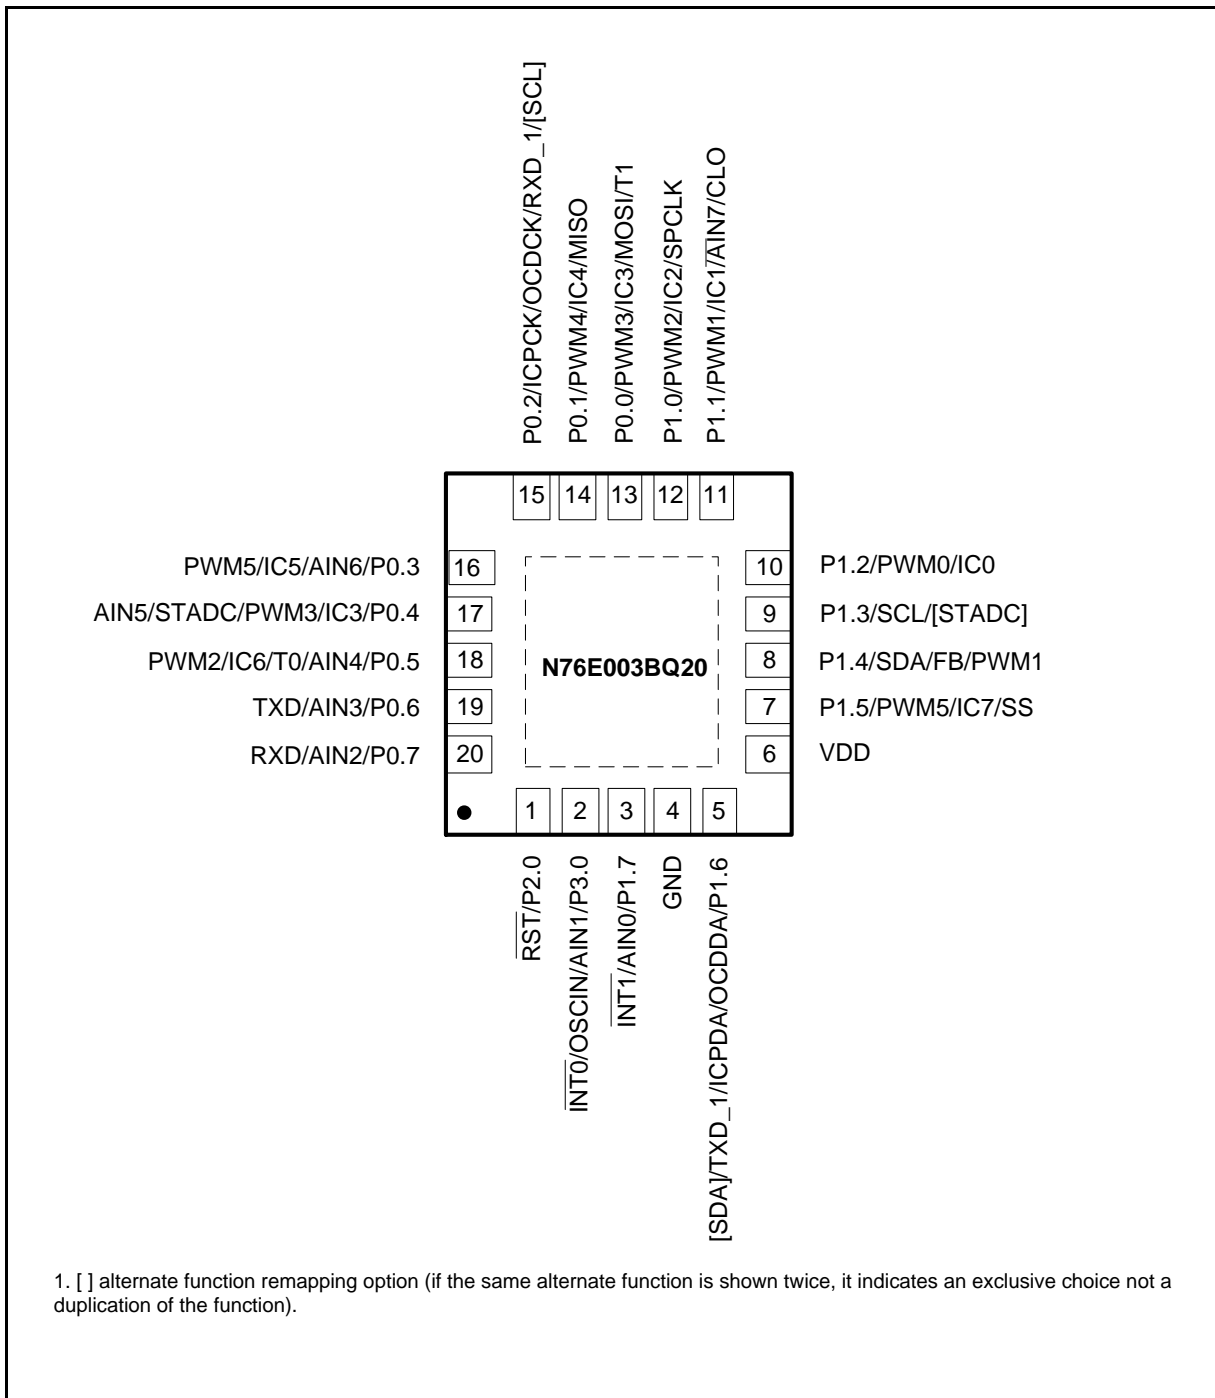 P0.2/ICPCK/OCDCK/RXD_1/[SCL]
P0.1/PWM4/IC4/MISO
P0.0/PWM3/IC3/MOSI/T1
P1.0/PWM2/IC2/SPCLK
P1.1/PWM1/IC1/AIN7/CLO
15 14 13 12 11
PWM5/IC5/AIN6/P0.3 16
10 P1.2/PWM0/IC0
AIN5/STADC/PWM3/IC3/P0.4 17
9 P1.3/SCL/[STADC]
PWM2/IC6/T0/AIN4/P0.5 18
N76E003BQ20
8 P1.4/SDA/FB/PWM1
TXD/AIN3/P0.6 19
7 P1.5/PWM5/IC7/SS
RXD/AIN2/P0.7 20
6 VDD
1 2 3 4 5
RST/P2.0
INT0/OSCIN/AIN1/P3.0
INT1/AIN0/P1.7
GND
[SDA]/TXD_1/ICPDA/OCDDA/P1.6
1. [ ] alternate function remapping option (if the same alternate function is shown twice, it indicates an exclusive choice not a
duplication of the function).